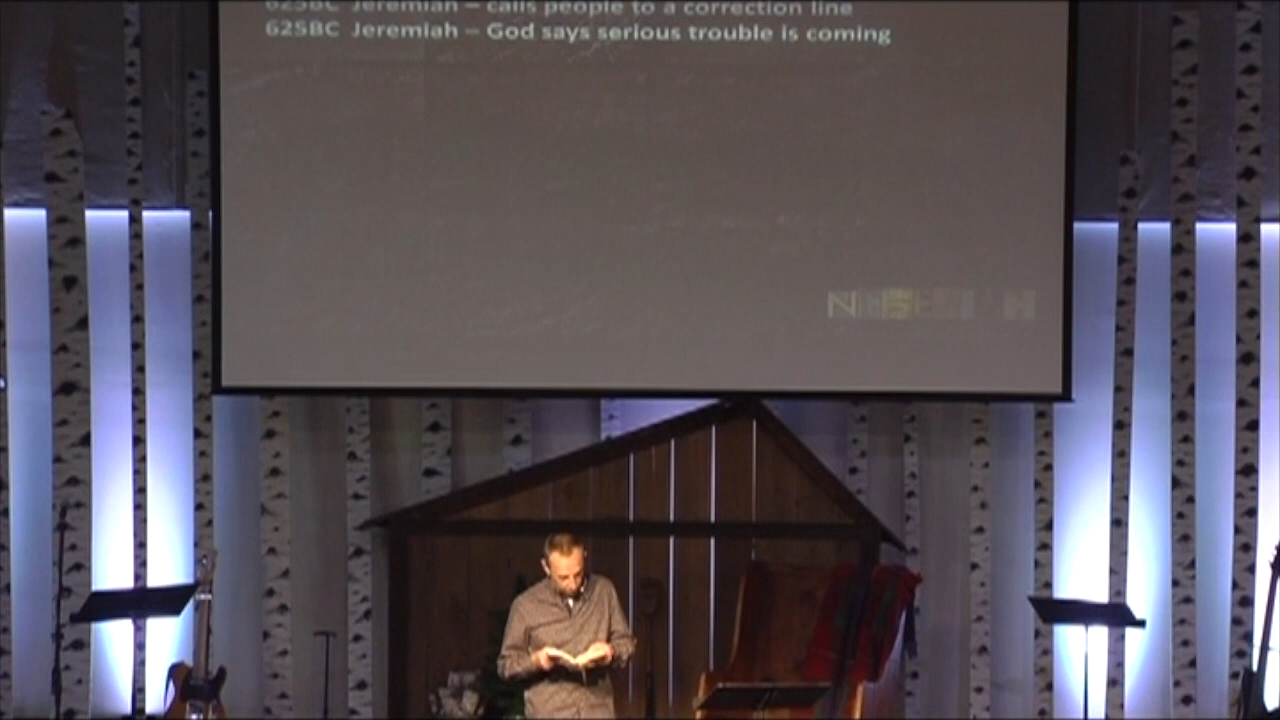 625BC Jeremiah – calls people to a correction line
625BC Jeremiah – God says serious trouble is coming